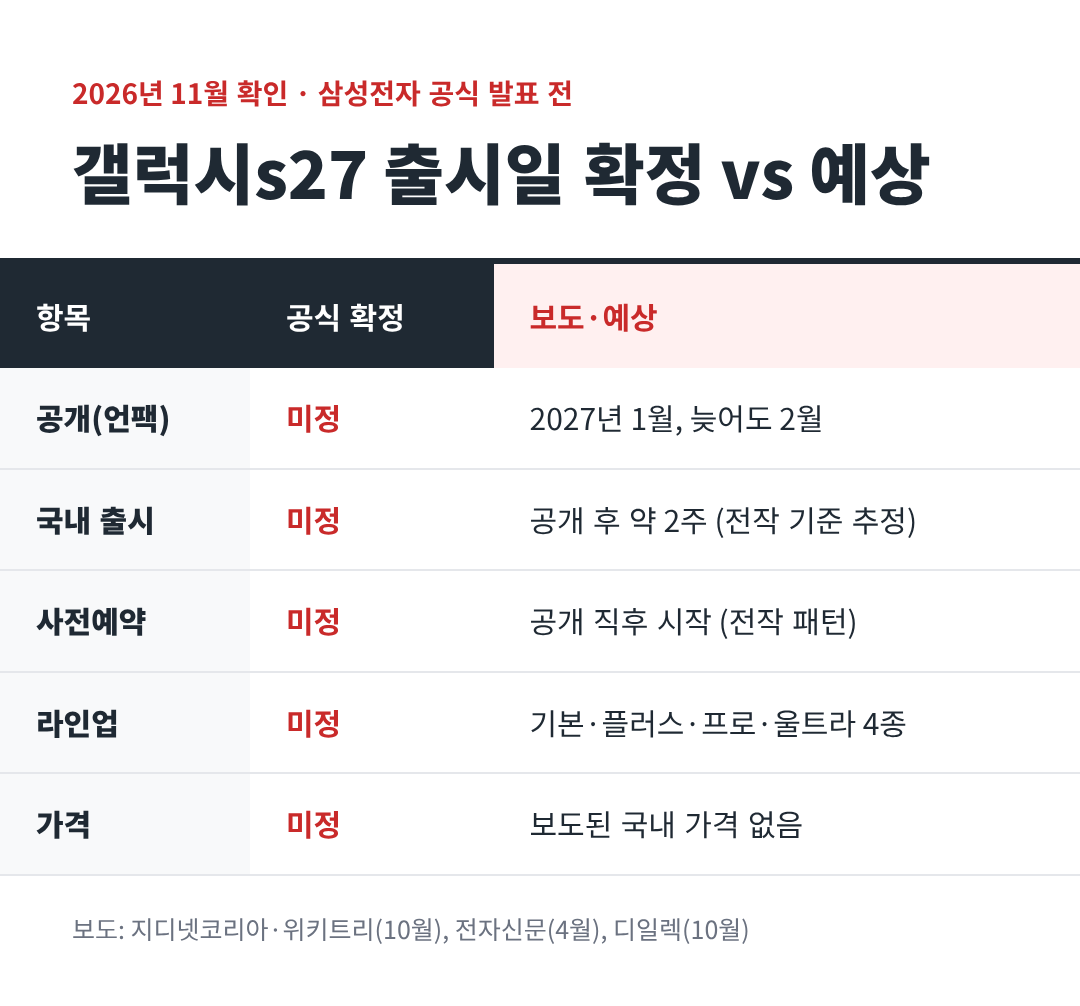 2026년 11월 확인 · 삼성전자 공식 발표 전
갤럭시s27 출시일 확정 vs 예상
항목 공식 확정 보도·예상
공개(언팩) 미정 2027년 1월, 늦어도 2월
국내 출시 미정 공개 후 약 2주 (전작 기준 추정)
사전예약 미정 공개 직후 시작 (전작 패턴)
라인업 미정 기본·플러스·프로·울트라 4종
가격 미정 보도된 국내 가격 없음
보도: 지디넷코리아·위키트리(10월), 전자신문(4월), 디일렉(10월)